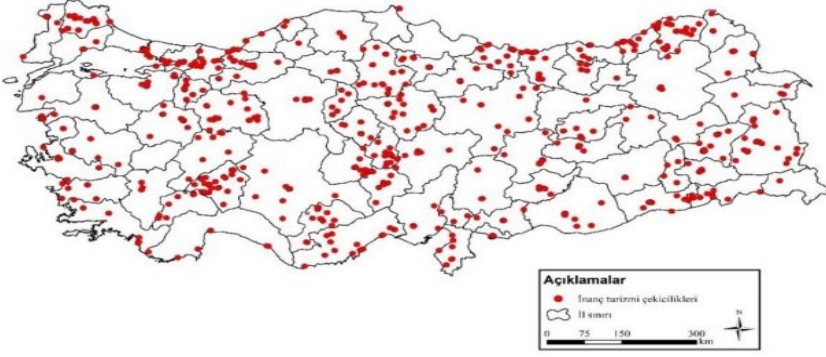 Açıklamalar
İnanç turizmi çekicilikleri
İl sınırı
N
0 75 150 300
km